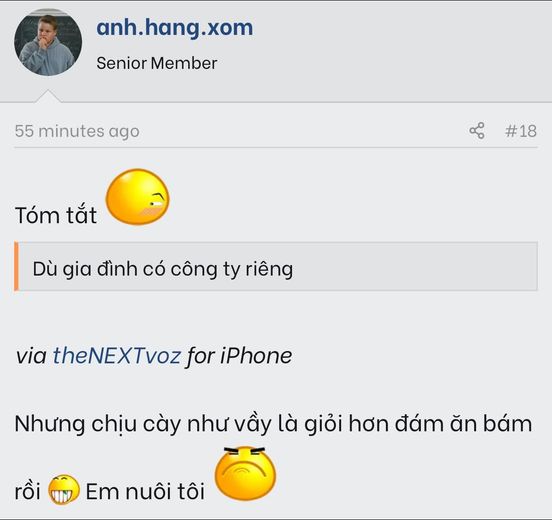 anh.hang.xom
Senior Member
55 minutes ago #18
Tóm tắt
Dù gia đình có công ty riêng
via theNEXTvoz for iPhone
Nhưng chịu cày như vầy là giỏi hơn đám ăn bám
rồi Em nuôi tôi